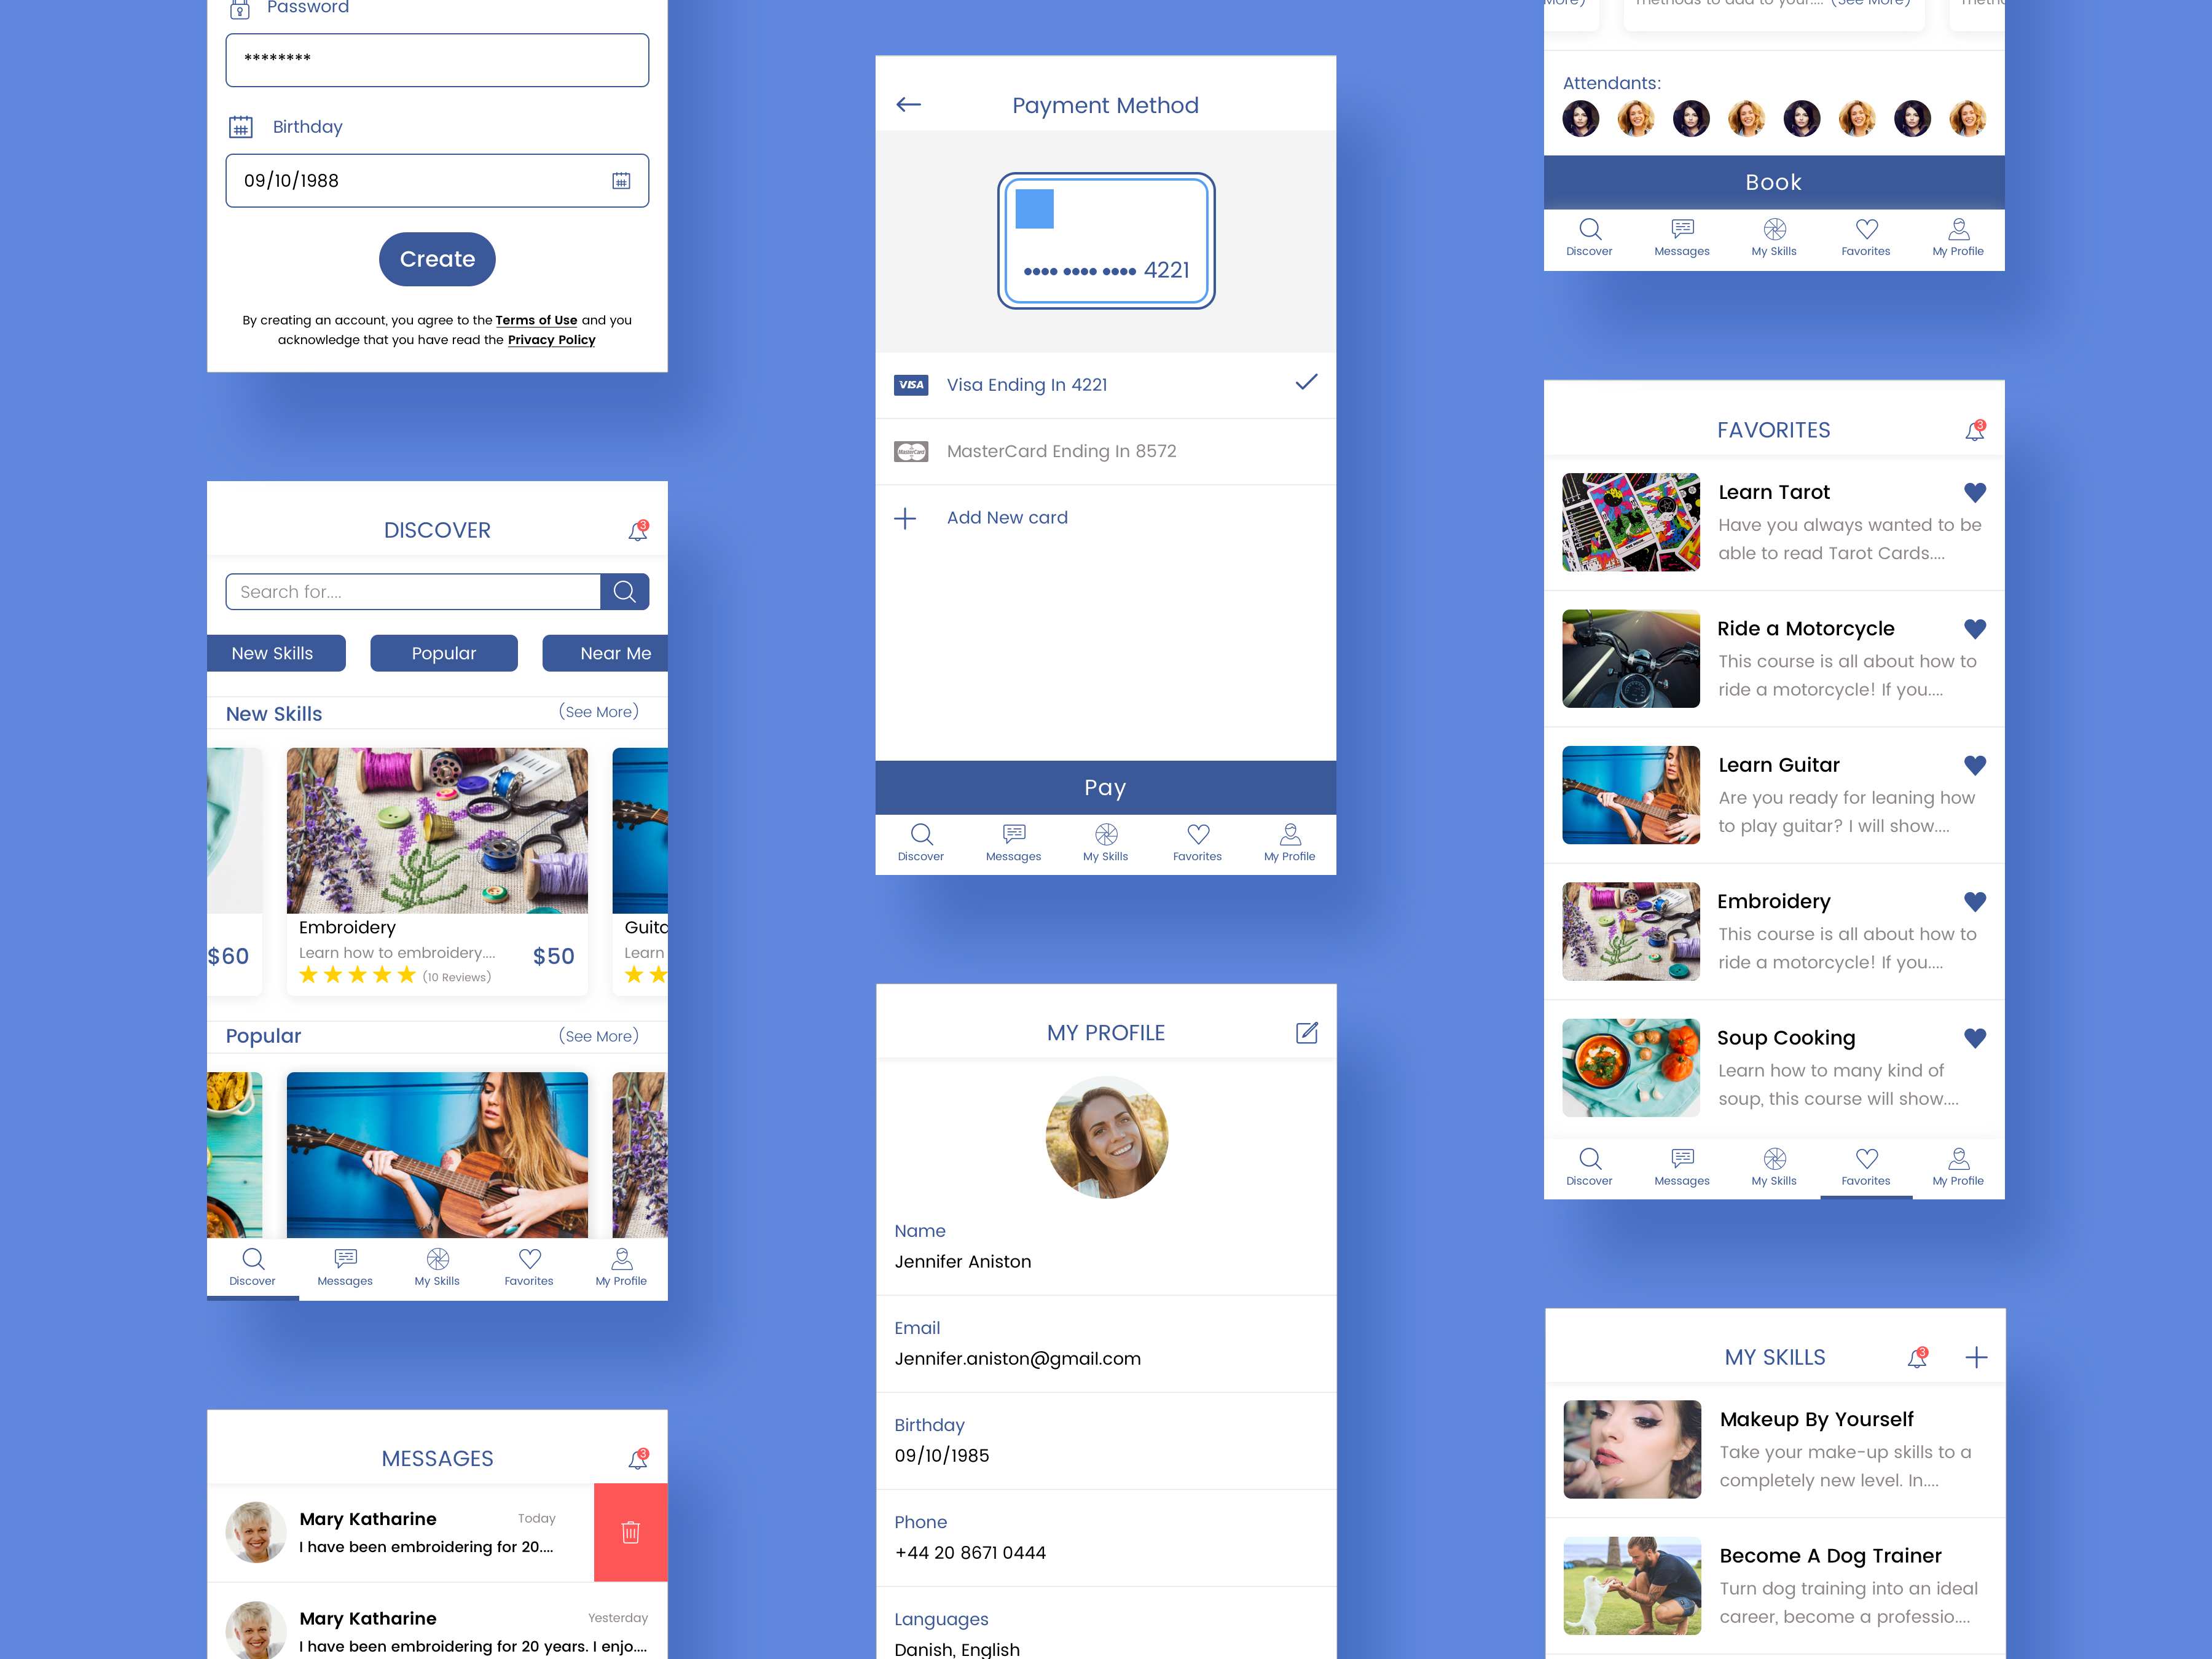 Password
********
Birthday
09/10/1988
Create
By creating an account, you agree to the Terms of Use and you
acknowledge that you have read the Privacy Policy
DISCOVER
3
Search for....
New Skills
Popular
Near Me
New Skills
(See More)
$60
Embroidery
Learn how to embroidery....
$50
(10 Reviews)
Guita
Learn
Popular
(See More)
Discover
Messages
My Skills
Favorites
My Profile
MESSAGES
3
Mary Katharine
Today
I have been embroidering for 20....
Mary Katharine
Yesterday
I have been embroidering for 20 years. I enjo....
Payment Method
•••• •••• •••• 4221
VISA
Visa Ending In 4221
MasterCard
MasterCard Ending In 8572
Add New card
Pay
Discover
Messages
My Skills
Favorites
My Profile
MY PROFILE
Name
Jennifer Aniston
Email
Jennifer.aniston@gmail.com
Birthday
09/10/1985
Phone
+44 20 8671 0444
Languages
Danish, English
More)
methods to add to your.... (See More)
Attendants:
Book
Discover
Messages
My Skills
Favorites
My Profile
FAVORITES
3
Learn Tarot
Have you always wanted to be
able to read Tarot Cards....
Ride a Motorcycle
This course is all about how to
ride a motorcycle! If you....
Learn Guitar
Are you ready for leaning how
to play guitar? I will show....
Embroidery
This course is all about how to
ride a motorcycle! If you....
Soup Cooking
Learn how to many kind of
soup, this course will show....
Discover
Messages
My Skills
Favorites
My Profile
MY SKILLS
3
Makeup By Yourself
Take your make-up skills to a
completely new level. In....
Become A Dog Trainer
Turn dog training into an ideal
career, become a professio....